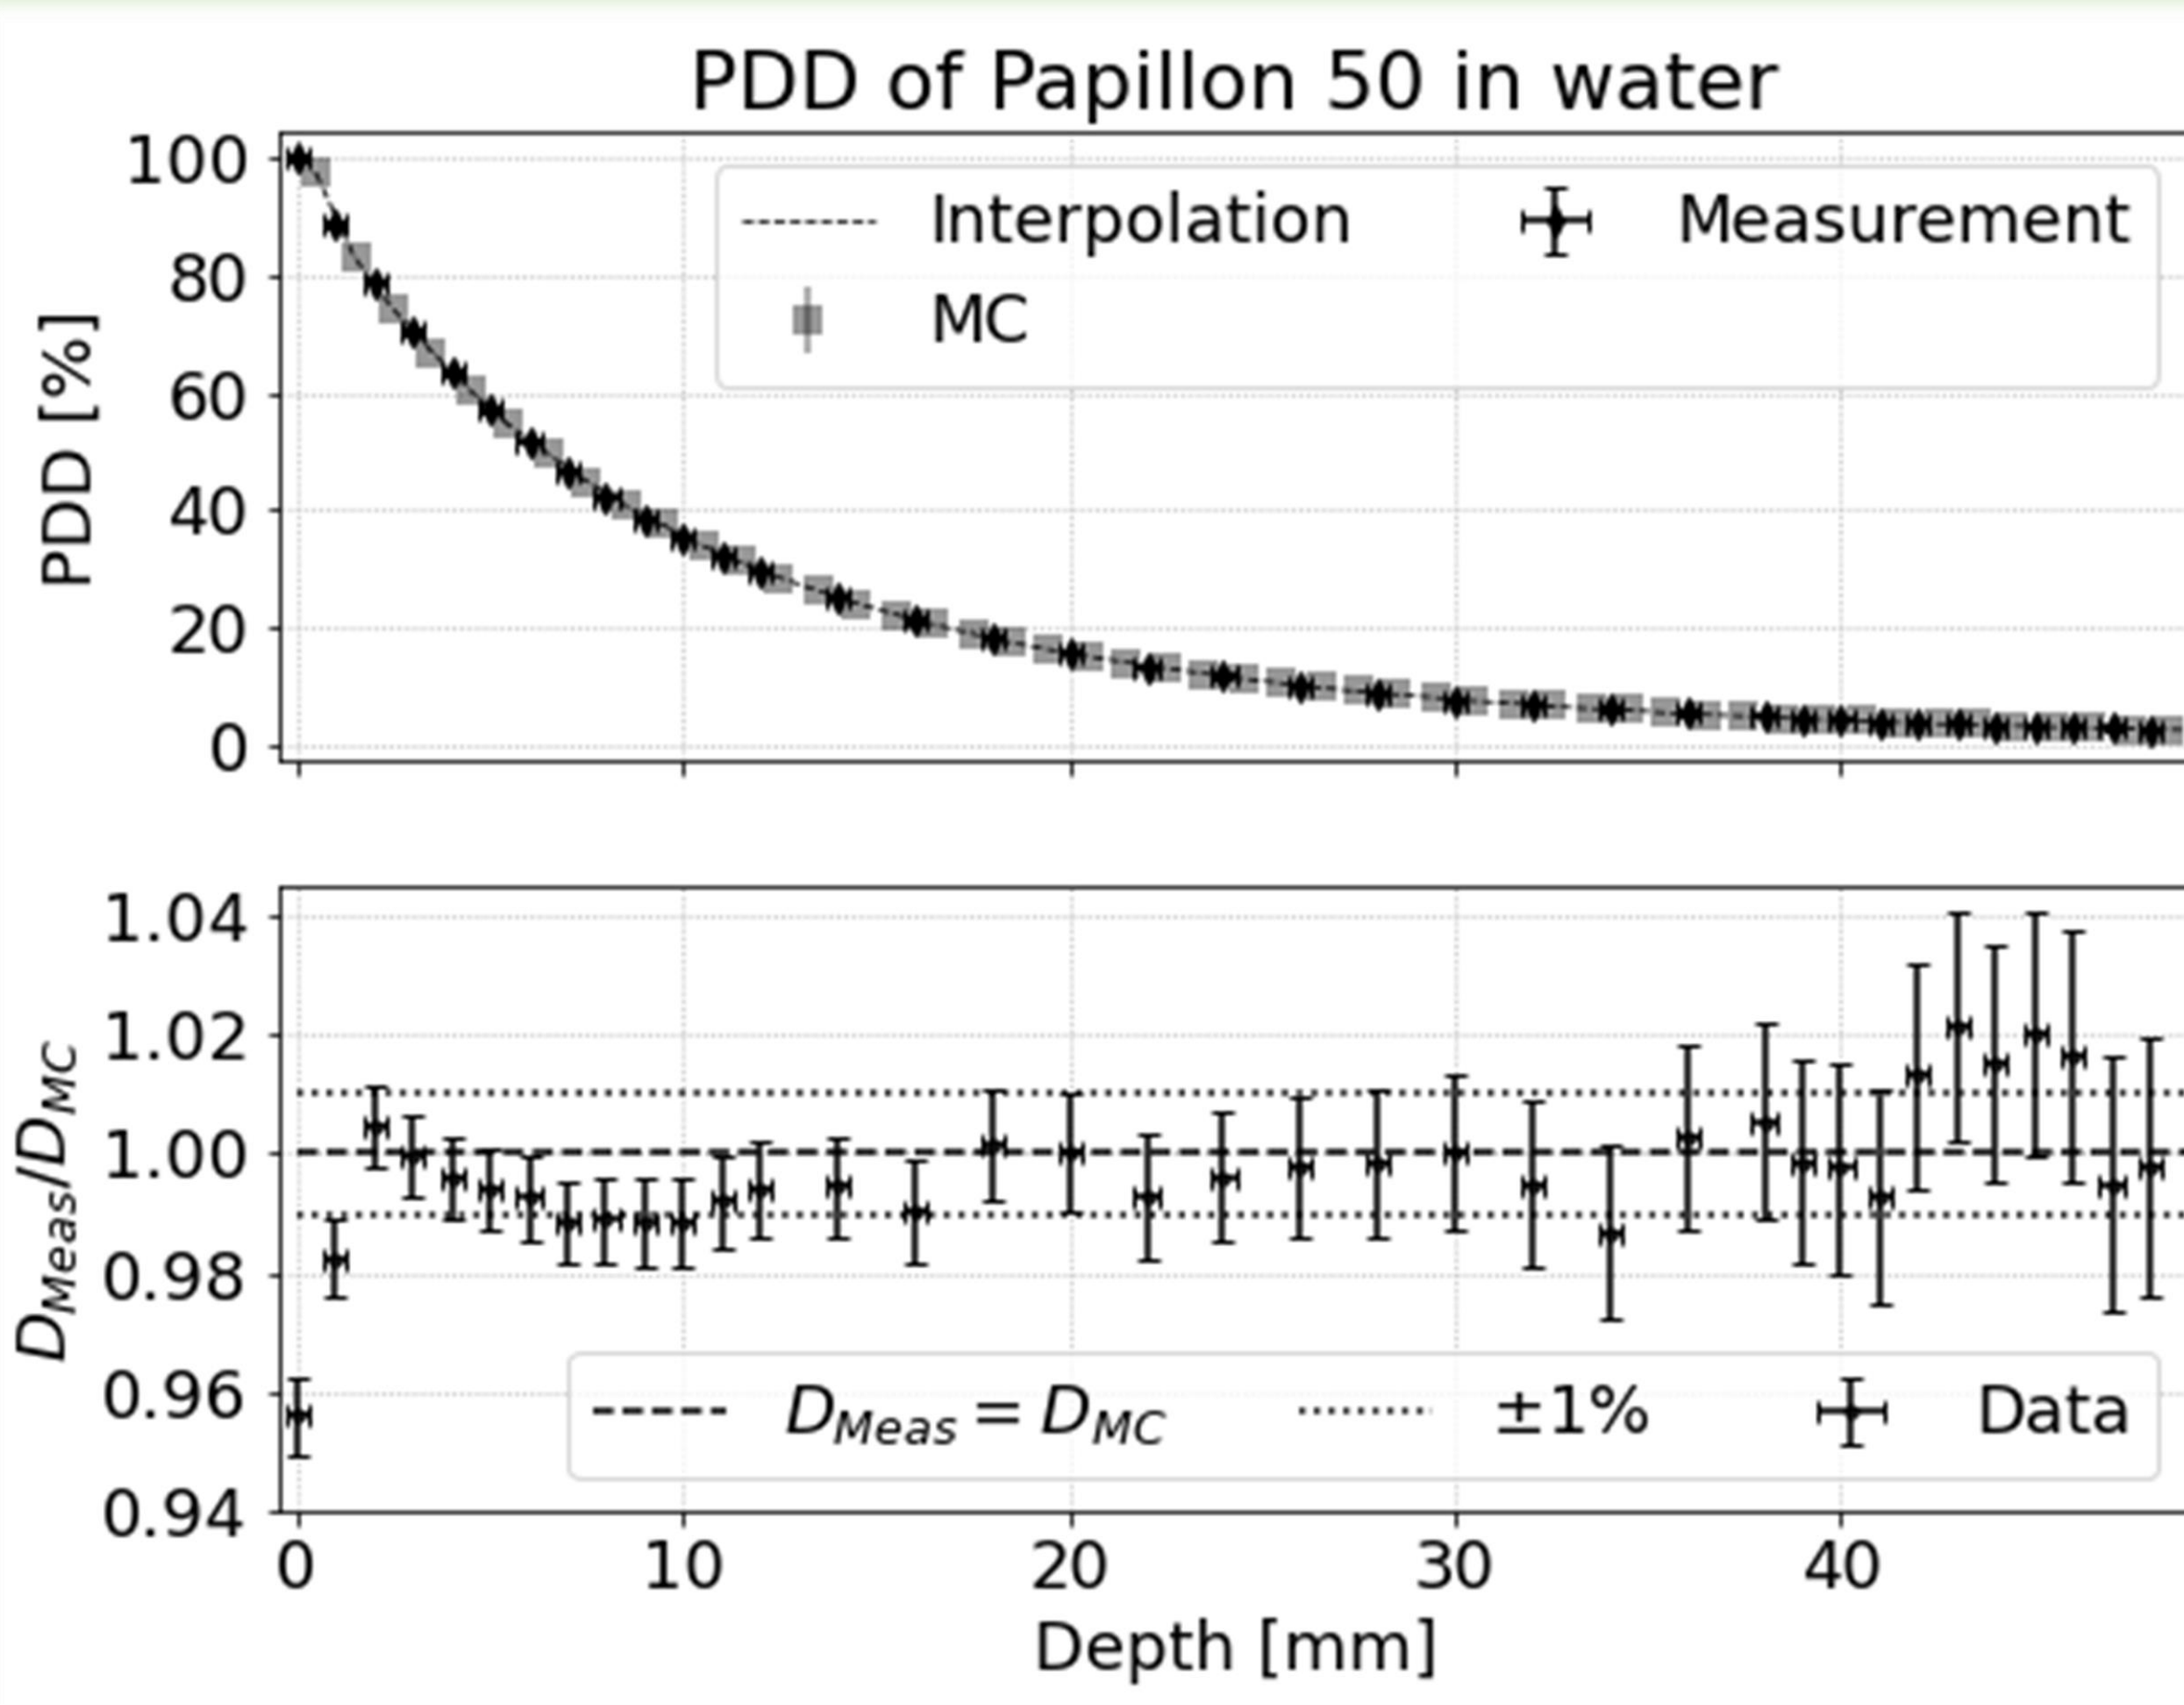 PDD of Papillon 50 in water
PDD [%]
100
80
60
40
20
0
Interpolation
Measurement
MC
D_Meas/D_MC
1.04
1.02
1.00
0.98
0.96
0.94
D_Meas = D_MC
±1%
Data
0 10 20 30 40
Depth [mm]